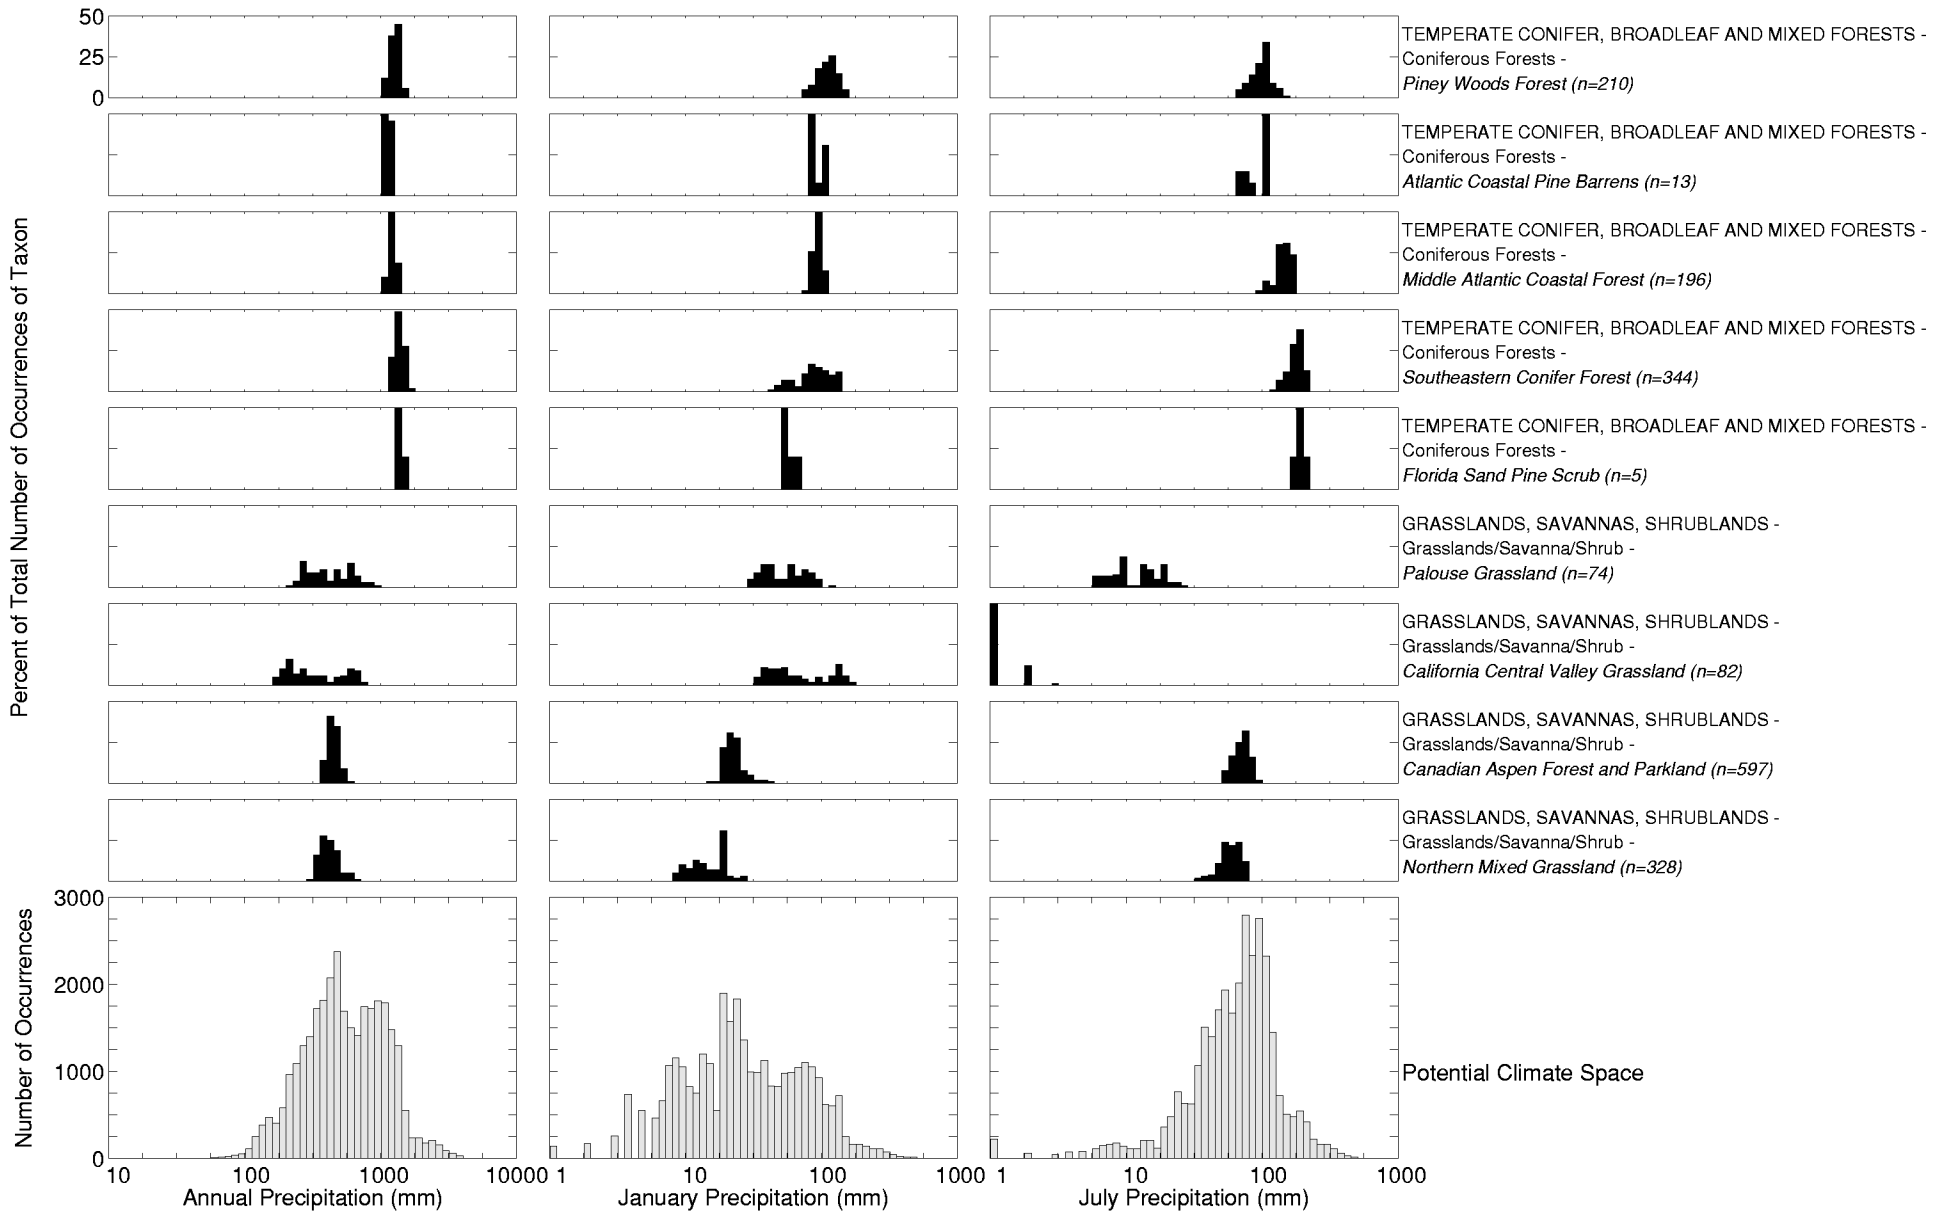 50
25
0
TEMPERATE CONIFER, BROADLEAF AND MIXED FORESTS -
Coniferous Forests -
Piney Woods Forest (n=210)
TEMPERATE CONIFER, BROADLEAF AND MIXED FORESTS -
Coniferous Forests -
Atlantic Coastal Pine Barrens (n=13)
TEMPERATE CONIFER, BROADLEAF AND MIXED FORESTS -
Coniferous Forests -
Middle Atlantic Coastal Forest (n=196)
TEMPERATE CONIFER, BROADLEAF AND MIXED FORESTS -
Coniferous Forests -
Southeastern Conifer Forest (n=344)
TEMPERATE CONIFER, BROADLEAF AND MIXED FORESTS -
Coniferous Forests -
Florida Sand Pine Scrub (n=5)
GRASSLANDS, SAVANNAS, SHRUBLANDS -
Grasslands/Savanna/Shrub -
Palouse Grassland (n=74)
GRASSLANDS, SAVANNAS, SHRUBLANDS -
Grasslands/Savanna/Shrub -
California Central Valley Grassland (n=82)
GRASSLANDS, SAVANNAS, SHRUBLANDS -
Grasslands/Savanna/Shrub -
Canadian Aspen Forest and Parkland (n=597)
GRASSLANDS, SAVANNAS, SHRUBLANDS -
Grasslands/Savanna/Shrub -
Northern Mixed Grassland (n=328)
Percent of Total Number of Occurrences of Taxon
Number of Occurrences
3000
2000
1000
0
Potential Climate Space
10 100 1000 10000
1 10 100 1000
1 10 100 1000
Annual Precipitation (mm)
January Precipitation (mm)
July Precipitation (mm)